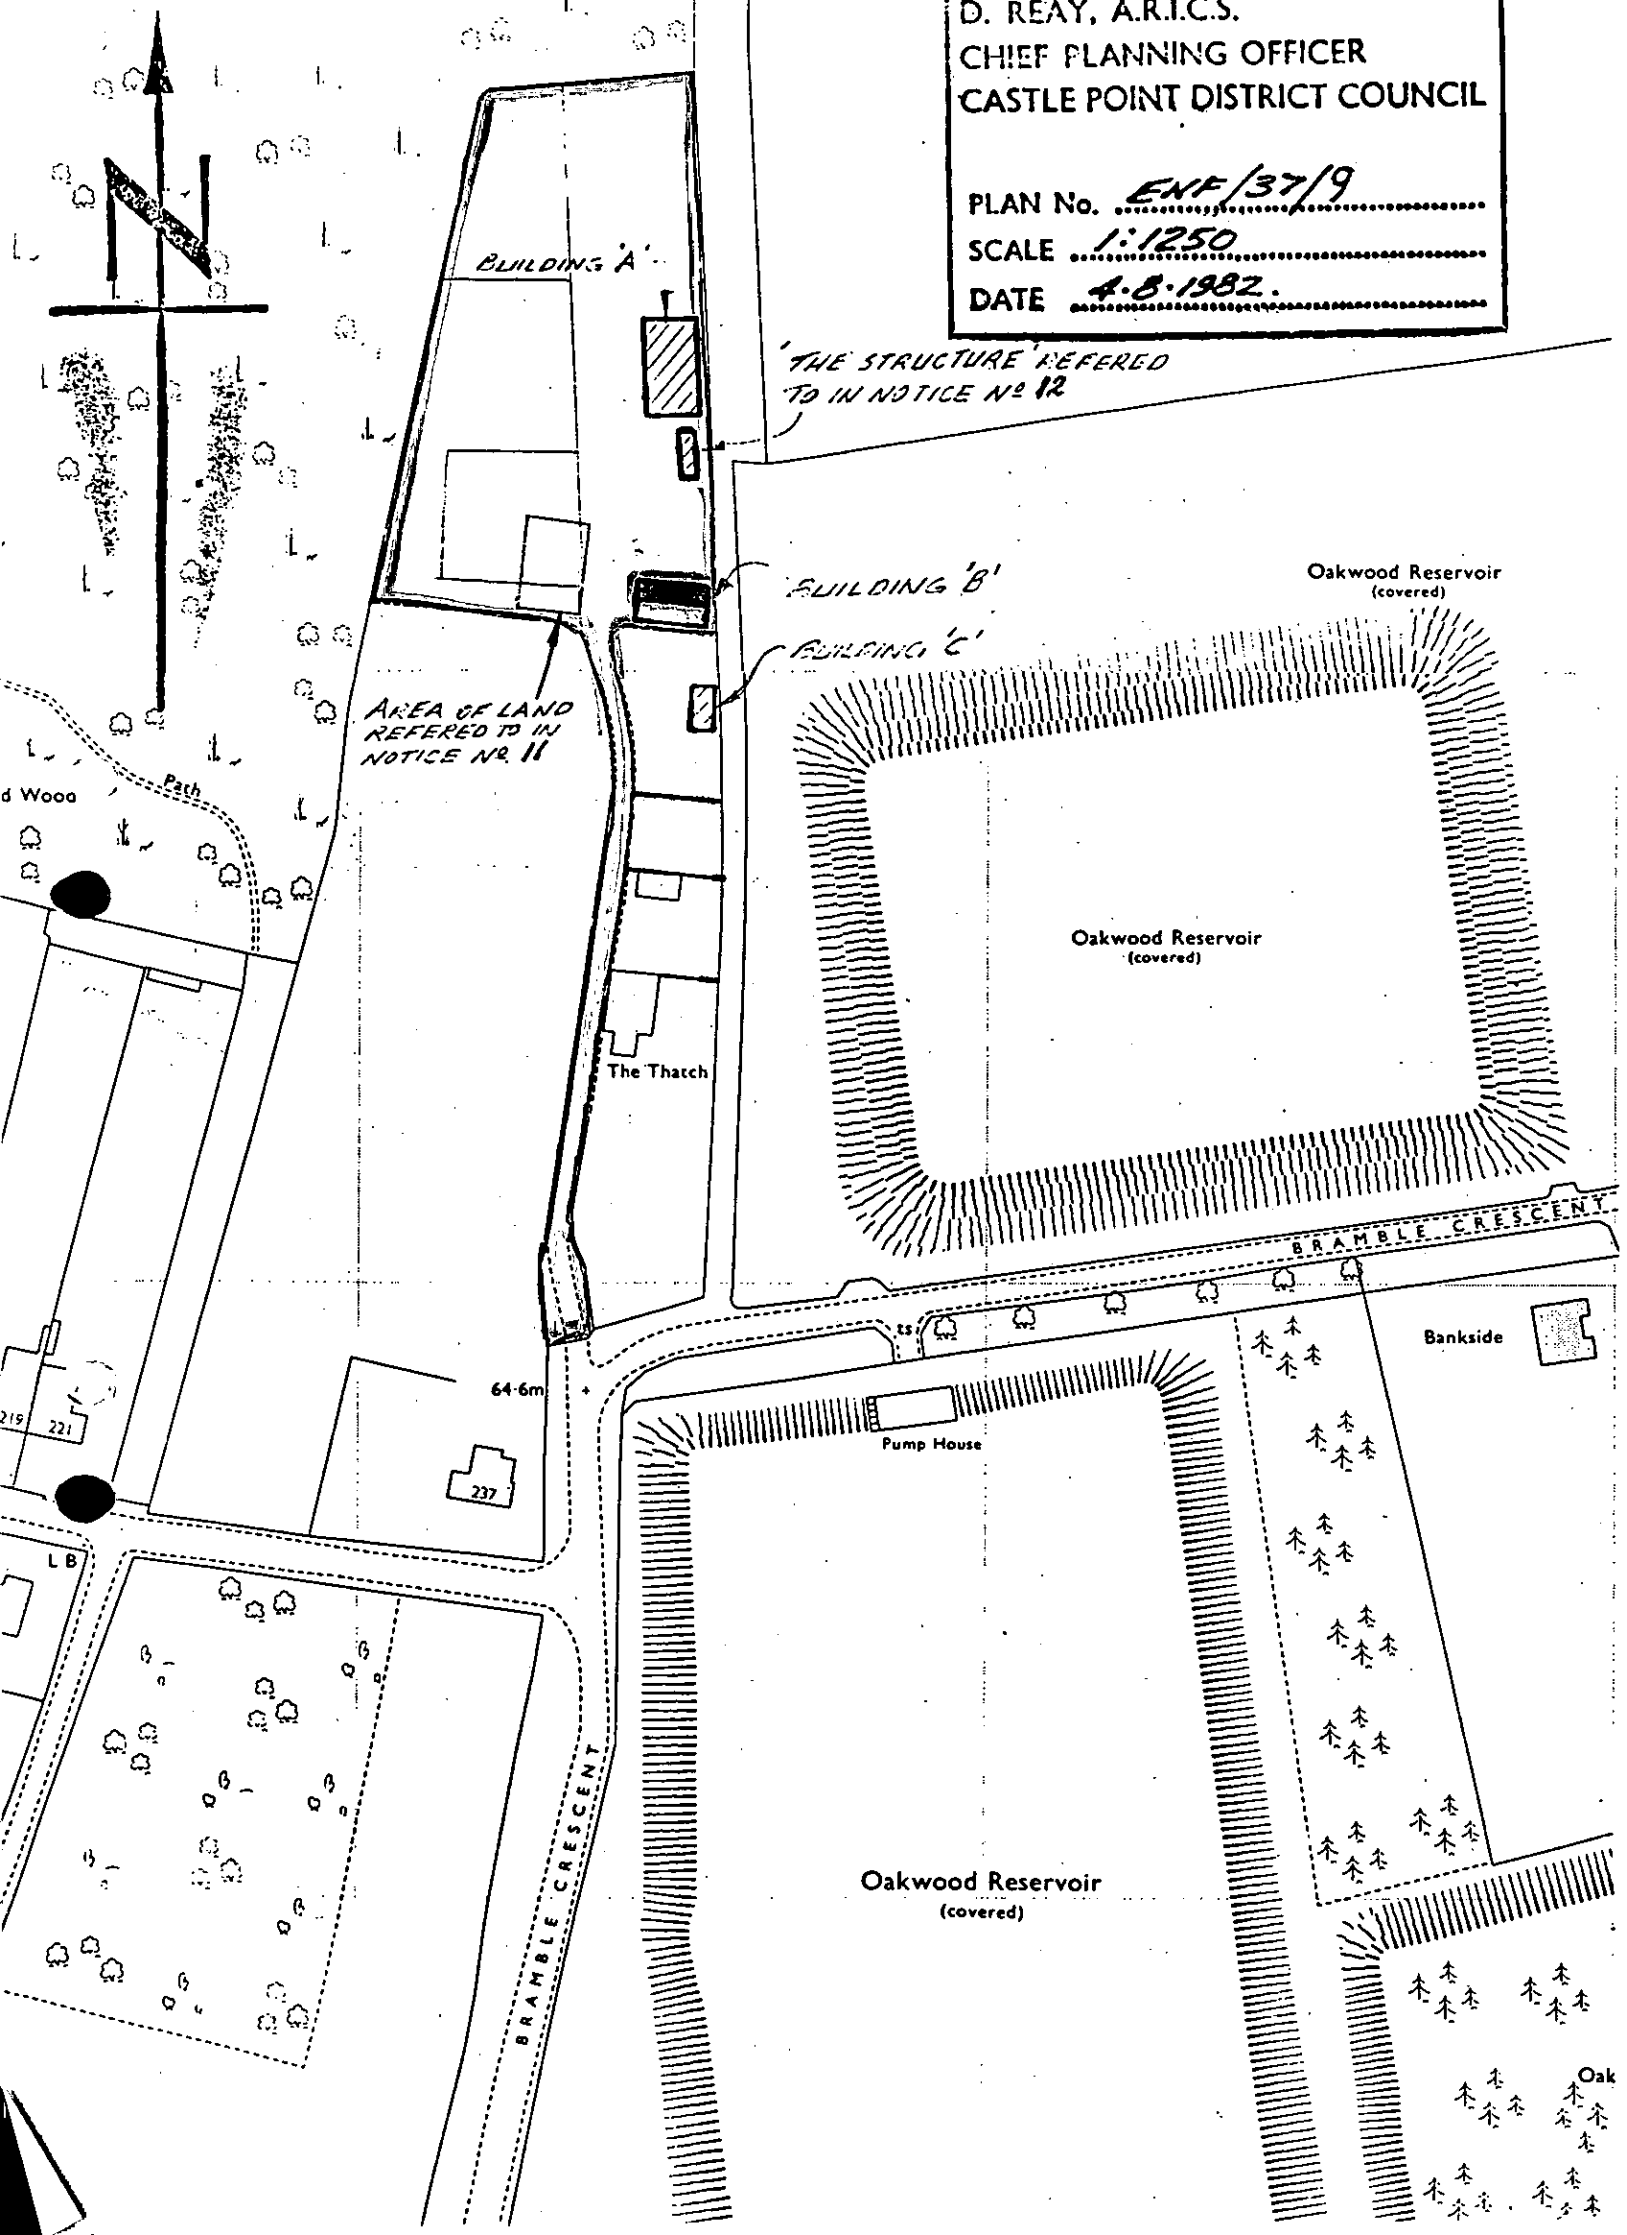 D. REAY, A.R.I.C.S.
CHIEF PLANNING OFFICER
CASTLE POINT DISTRICT COUNCIL
PLAN No. ENF/37/9
SCALE 1:1250
DATE 4.8.1982.
N
BUILDING 'A'
'THE STRUCTURE' REFERED
TO IN NOTICE Nº 12
BUILDING 'B'
BUILDING 'C'
AREA OF LAND
REFERED TO IN
NOTICE Nº 11
Oakwood Reservoir
(covered)
Path
d Wood
Oakwood Reservoir
(covered)
The Thatch
BRAMBLE CRESCENT
ts
Bankside
64·6m
Pump House
219
221
237
L B
BRAMBLE CRESCENT
Oakwood Reservoir
(covered)
Oak